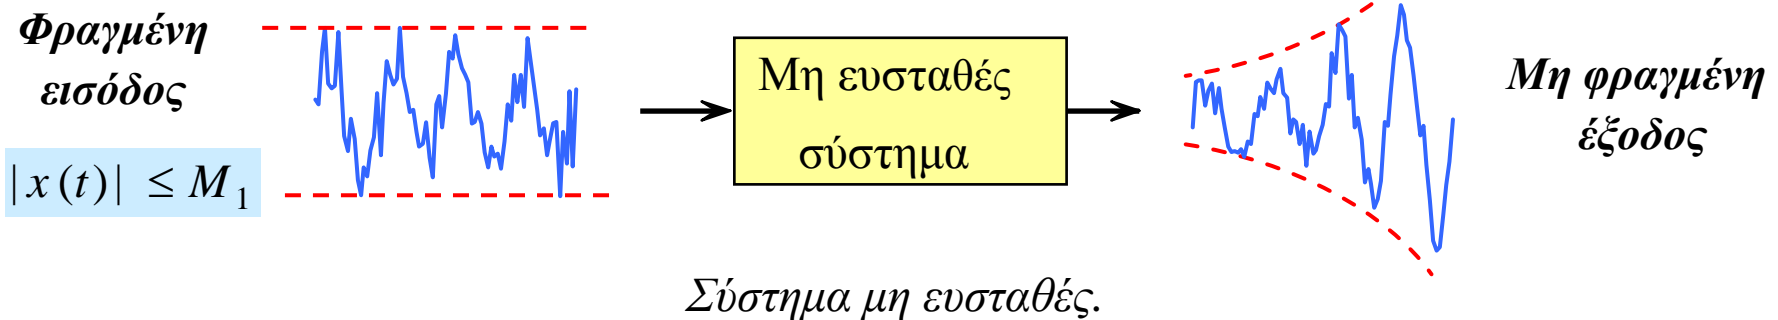 Φραγμένη
εισόδος
|x(t)| ≤ M₁
Μη ευσταθές
σύστημα
Μη φραγμένη
έξοδος
Σύστημα μη ευσταθές.